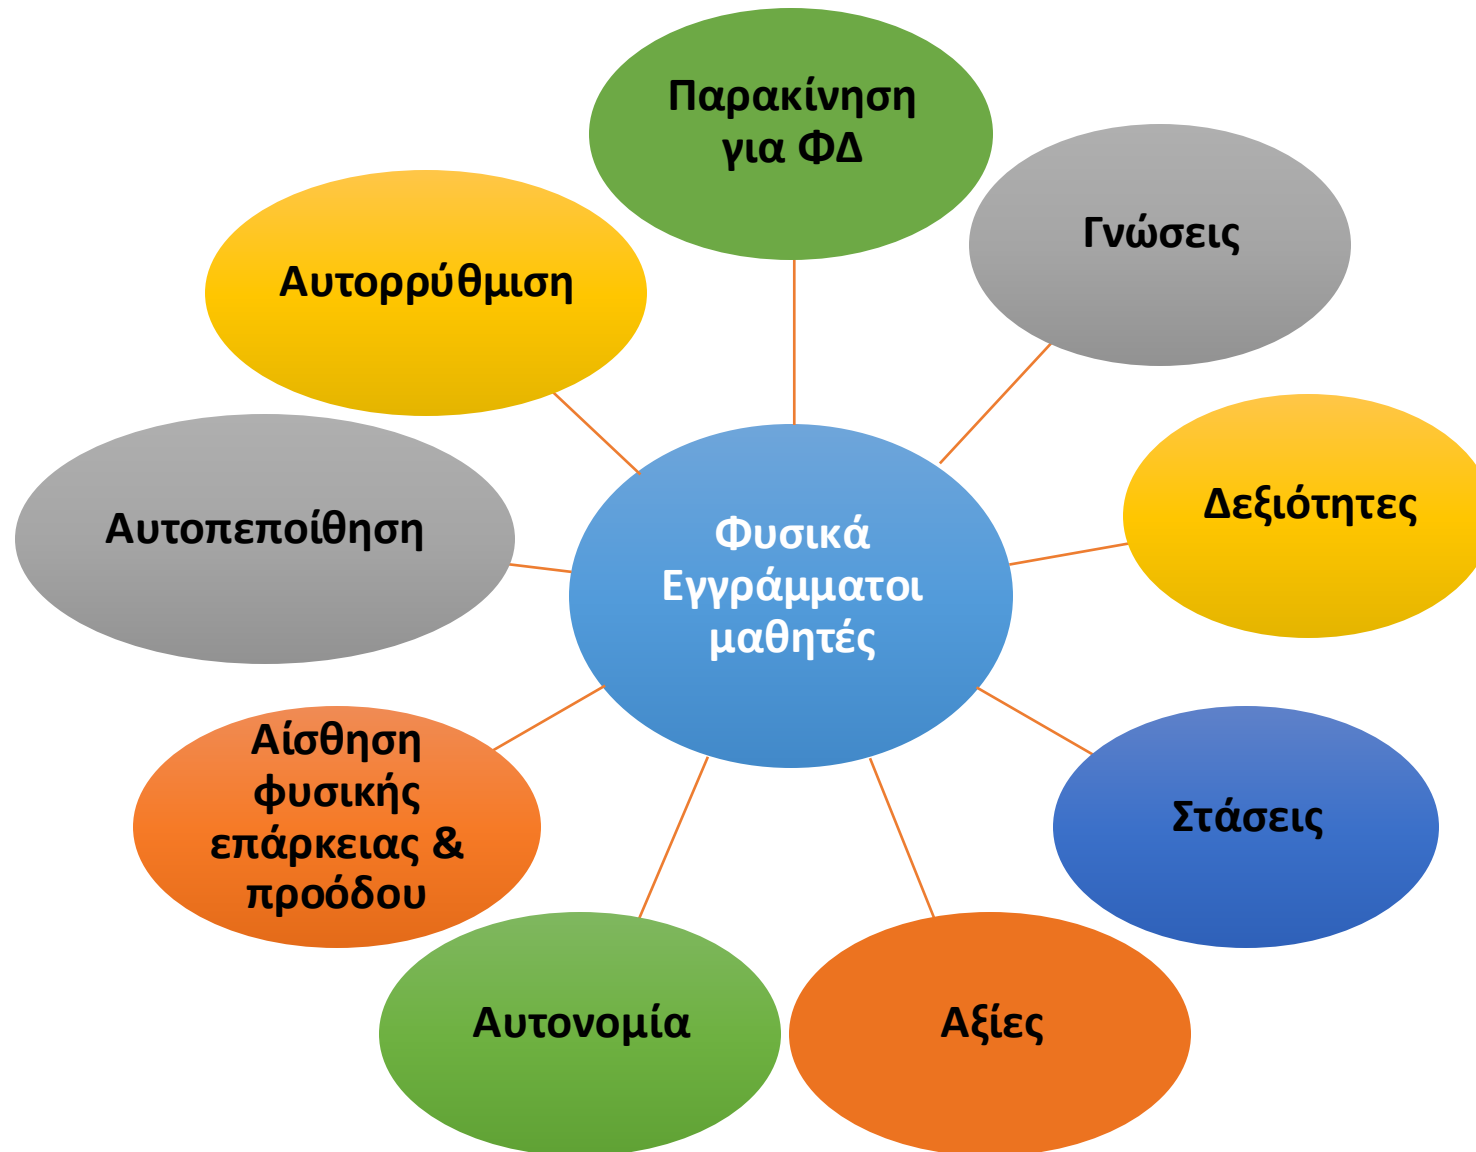 Παρακίνηση
για ΦΔ
Γνώσεις
Αυτορρύθμιση
Δεξιότητες
Αυτοπεποίθηση
Φυσικά
Εγγράμματοι
μαθητές
Αίσθηση
φυσικής
επάρκειας &
προόδου
Στάσεις
Αυτονομία
Αξίες